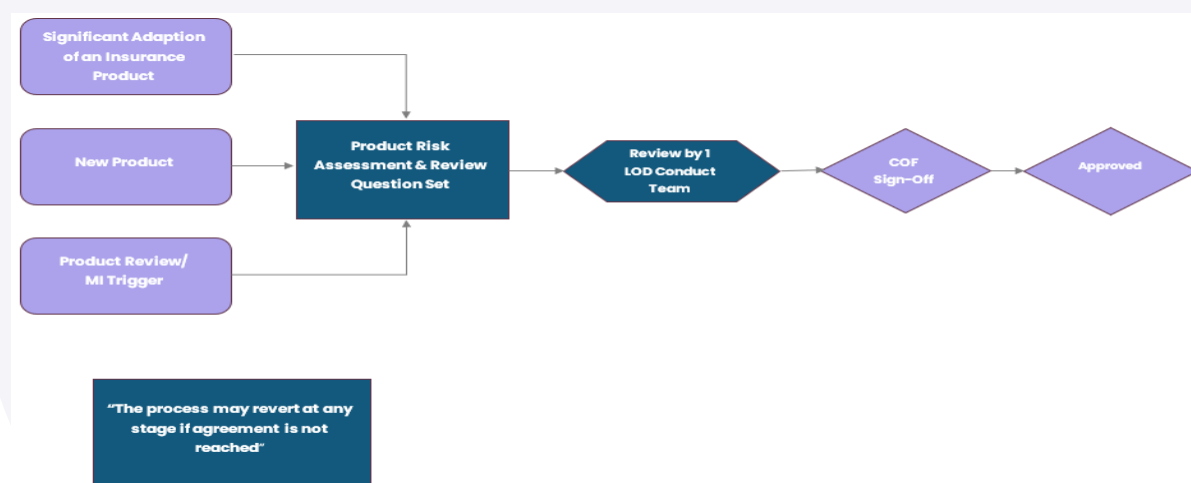 Significant Adaption
of an Insurance
Product
New Product
Product Review/
MI Trigger
Product Risk
Assessment & Review
Question Set
Review by 1
LOD Conduct
Team
COF
Sign-Off
Approved
“The process may revert at any
stage if agreement is not
reached”